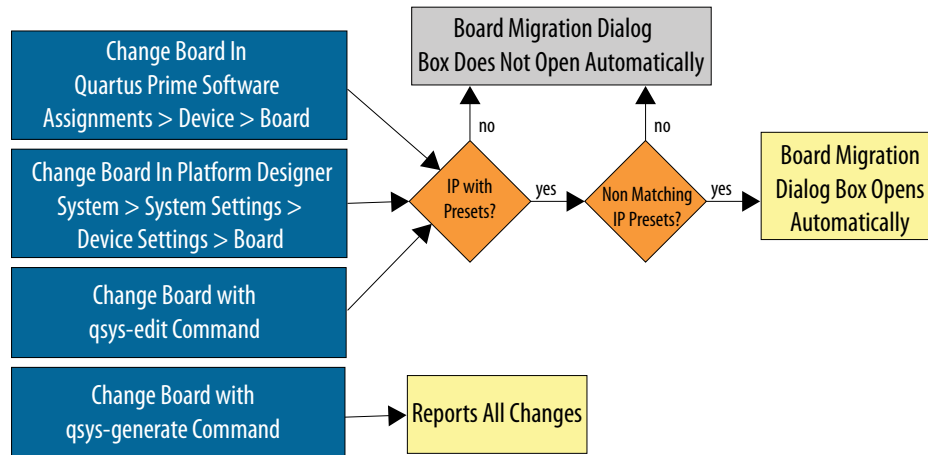 Change Board In
Quartus Prime Software
Assignments > Device > Board
Board Migration Dialog
Box Does Not Open Automatically
no
no
Change Board In Platform Designer
System > System Settings >
Device Settings > Board
IP with
Presets?
yes
Non Matching
IP Presets?
yes
Board Migration
Dialog Box Opens
Automatically
Change Board with
qsys-edit Command
Change Board with
qsys-generate Command
Reports All Changes